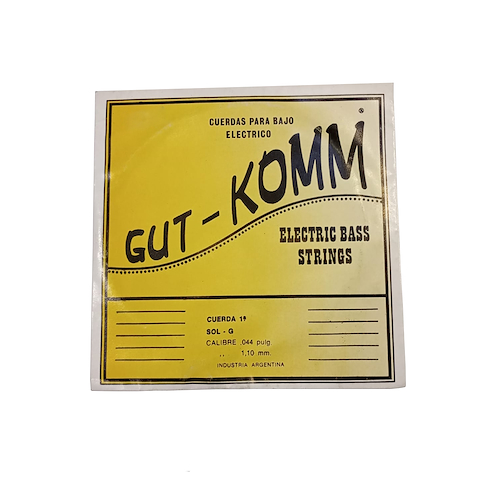 CUERDAS PARA BAJO
ELECTRICO
GUT-KOMM®
ELECTRIC BASS
STRINGS
CUERDA 1ª
SOL - G
CALIBRE .044 pulg.
,, 1,10 mm.
INDUSTRIA ARGENTINA